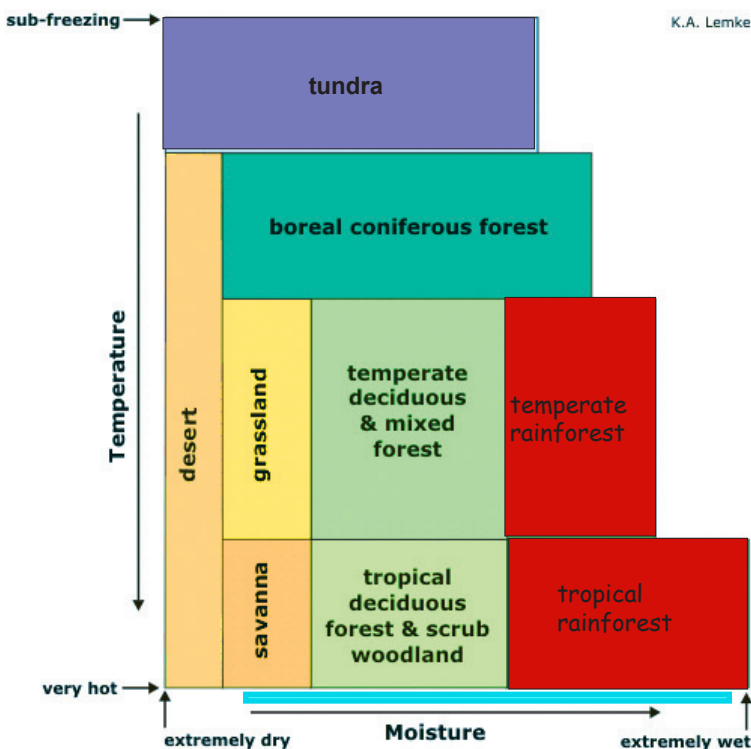 sub-freezing
K.A. Lemke
tundra
boreal coniferous forest
Temperature
desert
grassland
temperate
deciduous
& mixed
forest
temperate
rainforest
savanna
tropical
deciduous
forest & scrub
woodland
tropical
rainforest
very hot
extremely dry
Moisture
extremely wet